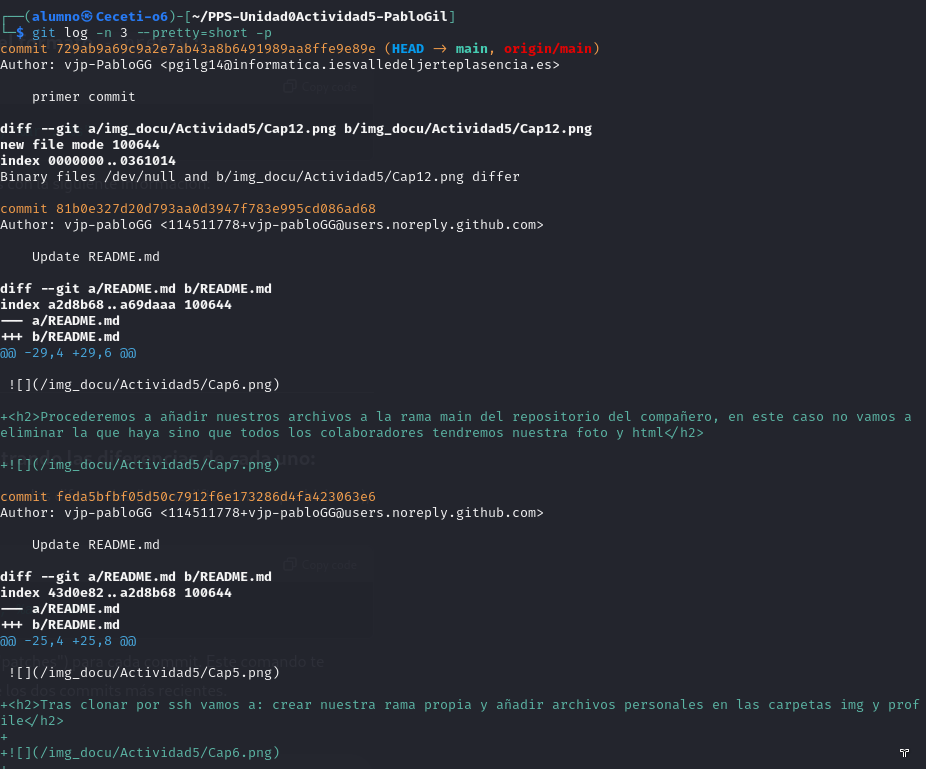 ┌──(alumno㉿Ceceti-o6)-[~/PPS-Unidad0Actividad5-PabloGil]
└─$ git log -n 3 --pretty=short -p
commit 729ab9a69c9a2e7ab43a8b6491989aa8ffe9e89e (HEAD -> main, origin/main)
Author: vjp-PabloGG <pgilg14@informatica.iesvalledeljerteplasencia.es>
primer commit
diff --git a/img_docu/Actividad5/Cap12.png b/img_docu/Actividad5/Cap12.png
new file mode 100644
index 0000000..0361014
Binary files /dev/null and b/img_docu/Actividad5/Cap12.png differ
commit 81b0e327d20d793aa0d3947f783e995cd086ad68
Author: vjp-pabloGG <114511778+vjp-pabloGG@users.noreply.github.com>
Update README.md
diff --git a/README.md b/README.md
index a2d8b68..a69daaa 100644
--- a/README.md
+++ b/README.md
@@ -29,4 +29,6 @@
![](/img_docu/Actividad5/Cap6.png)
+<h2>Procederemos a añadir nuestros archivos a la rama main del repositorio del compañero, en este caso no vamos a
eliminar la que haya sino que todos los colaboradores tendremos nuestra foto y html</h2>
+![](/img_docu/Actividad5/Cap7.png)
commit feda5bfbf05d50c7912f6e173286d4fa423063e6
Author: vjp-pabloGG <114511778+vjp-pabloGG@users.noreply.github.com>
Update README.md
diff --git a/README.md b/README.md
index 43d0e82..a2d8b68 100644
--- a/README.md
+++ b/README.md
@@ -25,4 +25,8 @@
![](/img_docu/Actividad5/Cap5.png)
+<h2>Tras clonar por ssh vamos a: crear nuestra rama propia y añadir archivos personales en las carpetas img y prof
ile</h2>
+
+![](/img_docu/Actividad5/Cap6.png)